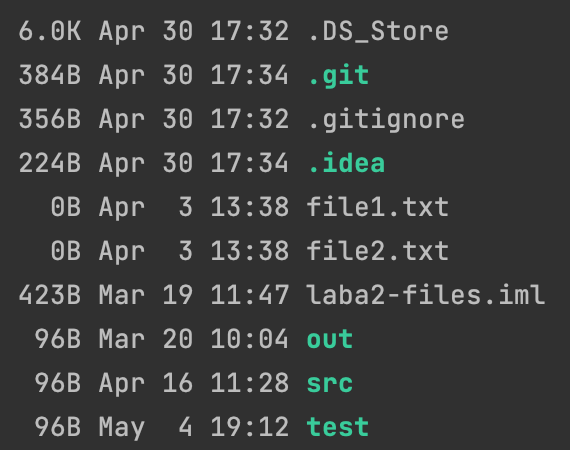 6.0K Apr 30 17:32 .DS_Store
384B Apr 30 17:34 .git
356B Apr 30 17:32 .gitignore
224B Apr 30 17:34 .idea
0B Apr 3 13:38 file1.txt
0B Apr 3 13:38 file2.txt
423B Mar 19 11:47 laba2-files.iml
96B Mar 20 10:04 out
96B Apr 16 11:28 src
96B May 4 19:12 test